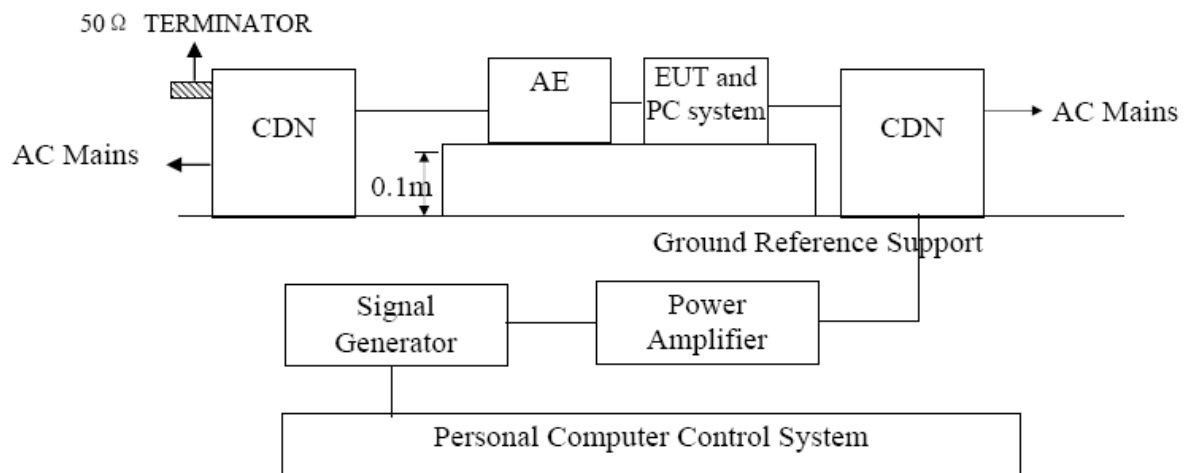 50Ω TERMINATOR
AE
EUT and
PC system
CDN
CDN
AC Mains
AC Mains
0.1m
Ground Reference Support
Signal
Generator
Power
Amplifier
Personal Computer Control System